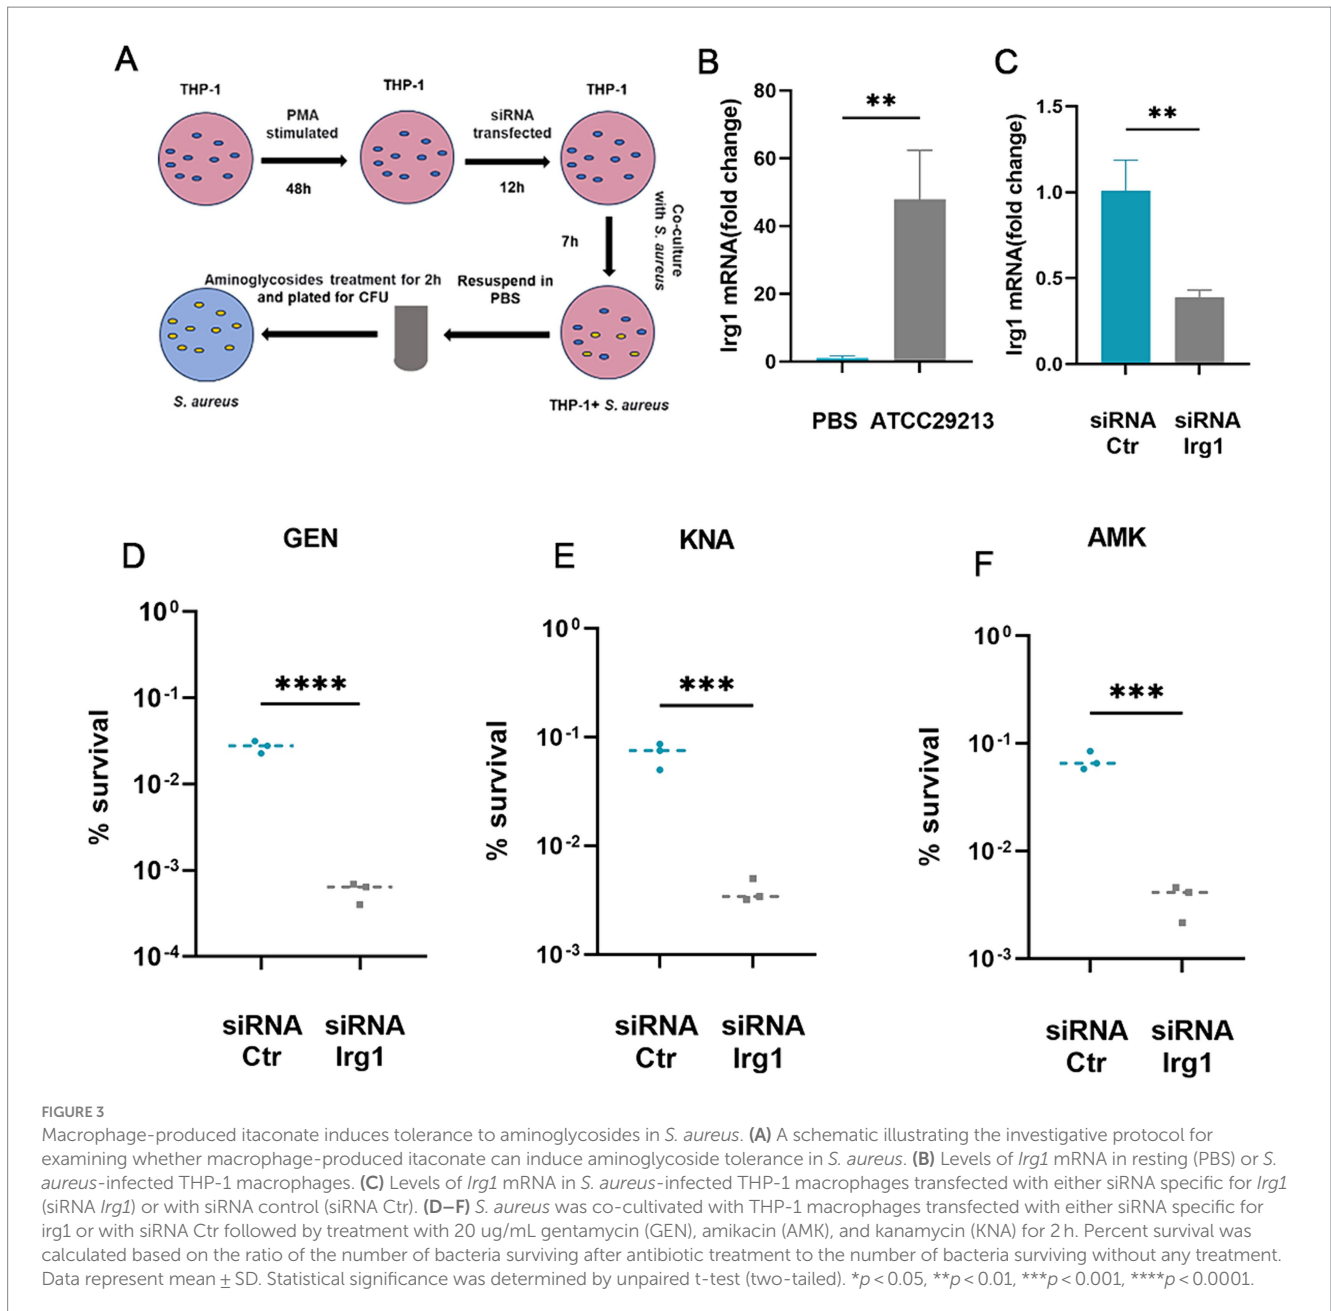 A
THP-1
PMA
stimulated
48h
THP-1
siRNA
transfected
12h
THP-1
7h
Co-culture
with S. aureus
Aminoglycosides treatment for 2h
and plated for CFU
Resuspend in
PBS
S. aureus
THP-1+ S. aureus
B
Irg1 mRNA(fold change)
80
60
40
20
0
**
PBS ATCC29213
C
Irg1 mRNA(fold change)
1.5
1.0
0.5
0.0
**
siRNA siRNA
Ctr Irg1
D
GEN
% survival
10⁰
10⁻¹
10⁻²
10⁻³
10⁻⁴
****
siRNA siRNA
Ctr Irg1
E
KNA
% survival
10⁰
10⁻¹
10⁻²
10⁻³
***
siRNA siRNA
Ctr Irg1
F
AMK
% survival
10⁰
10⁻¹
10⁻²
10⁻³
***
siRNA siRNA
Ctr Irg1
FIGURE 3
Macrophage-produced itaconate induces tolerance to aminoglycosides in S. aureus. (A) A schematic illustrating the investigative protocol for
examining whether macrophage-produced itaconate can induce aminoglycoside tolerance in S. aureus. (B) Levels of Irg1 mRNA in resting (PBS) or S.
aureus-infected THP-1 macrophages. (C) Levels of Irg1 mRNA in S. aureus-infected THP-1 macrophages transfected with either siRNA specific for Irg1
(siRNA Irg1) or with siRNA control (siRNA Ctr). (D–F) S. aureus was co-cultivated with THP-1 macrophages transfected with either siRNA specific for
irg1 or with siRNA Ctr followed by treatment with 20 ug/mL gentamycin (GEN), amikacin (AMK), and kanamycin (KNA) for 2 h. Percent survival was
calculated based on the ratio of the number of bacteria surviving after antibiotic treatment to the number of bacteria surviving without any treatment.
Data represent mean ± SD. Statistical significance was determined by unpaired t-test (two-tailed). *p < 0.05, **p < 0.01, ***p < 0.001, ****p < 0.0001.